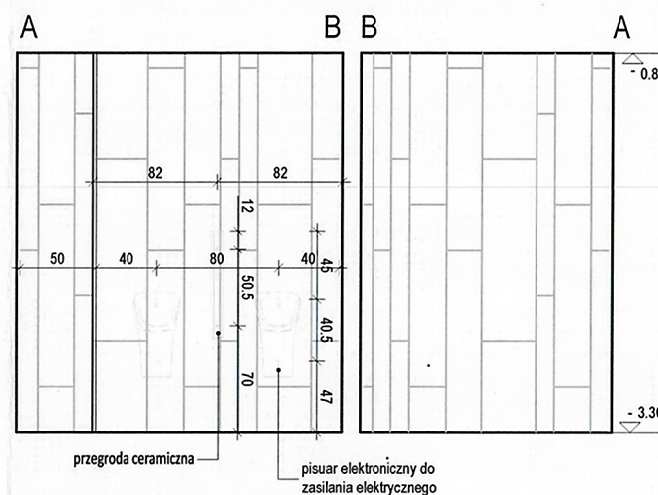 A B B A
- 0.8
82 82
12
50 40 80 40 45
50.5
40.5
70 47
- 3.30
przegroda ceramiczna
pisuar elektroniczny do
zasilania elektrycznego